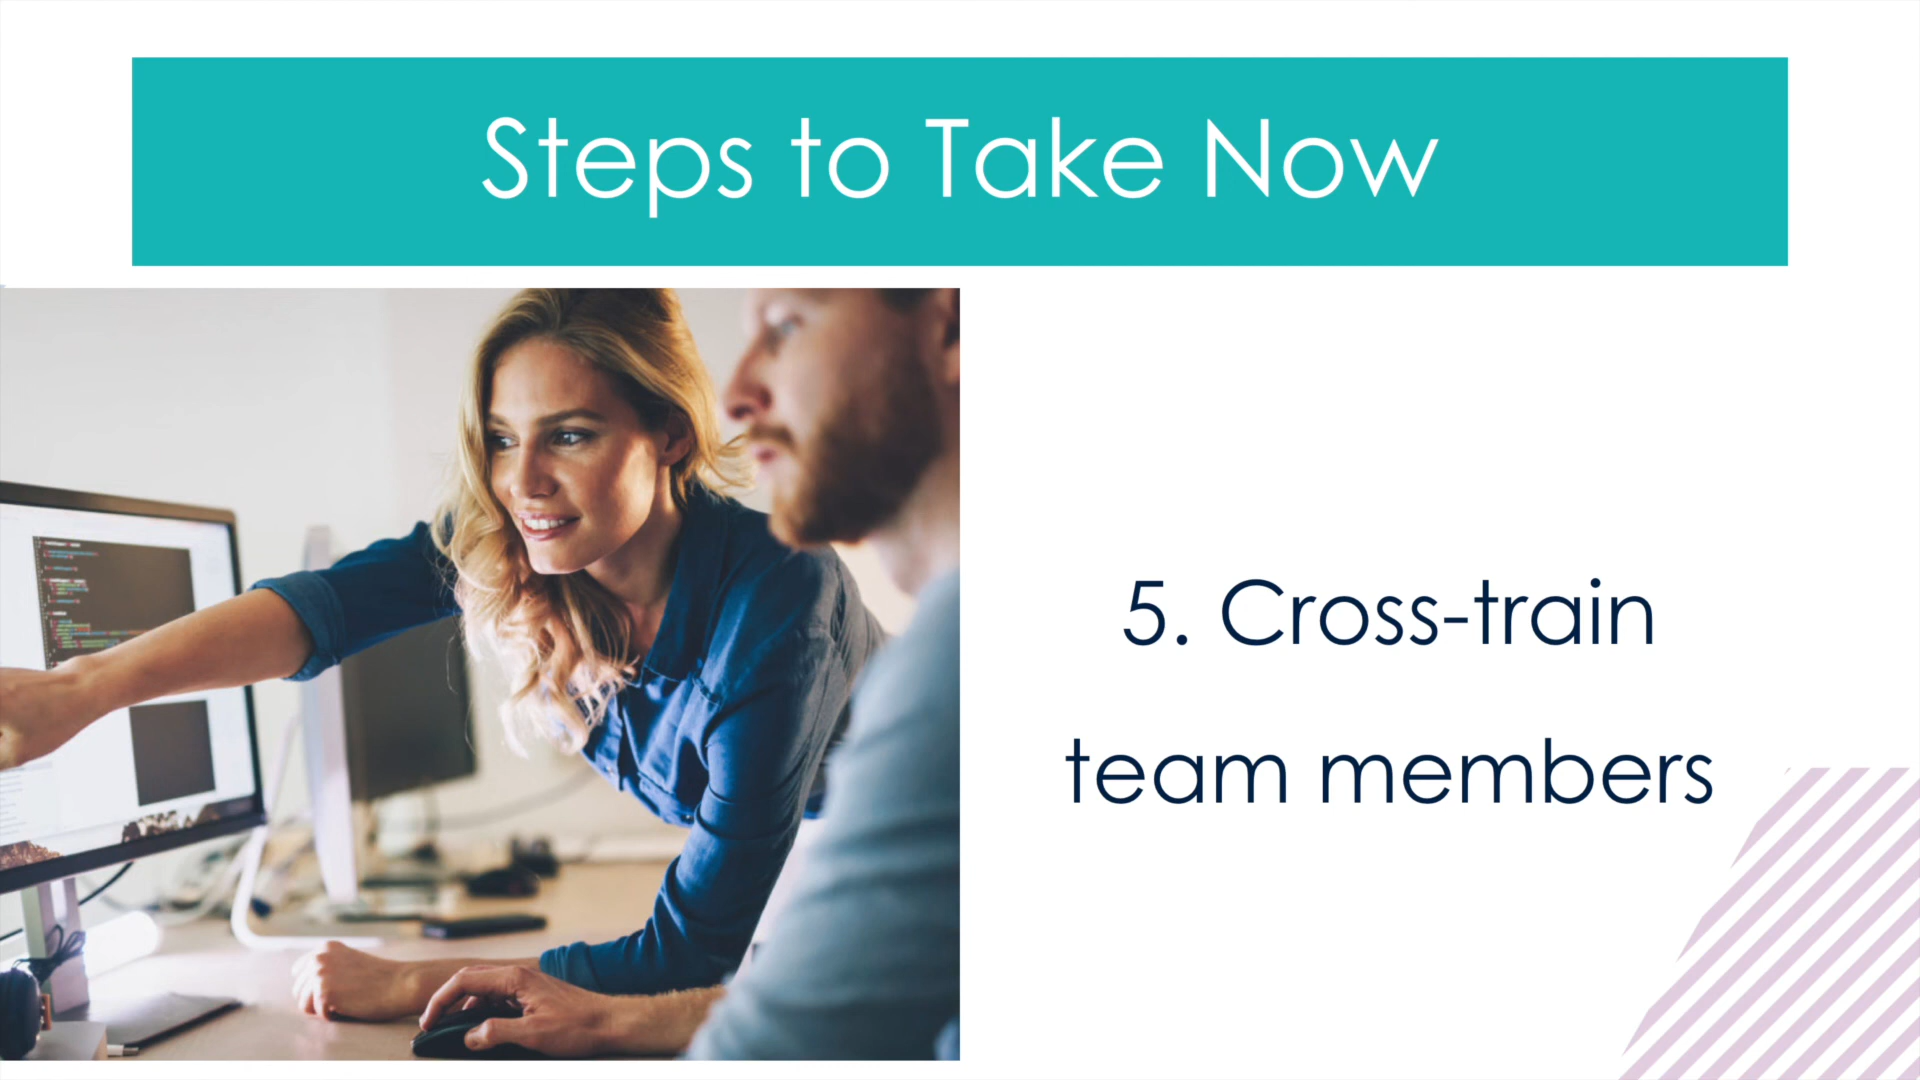 Steps to Take Now
5. Cross-train
team members